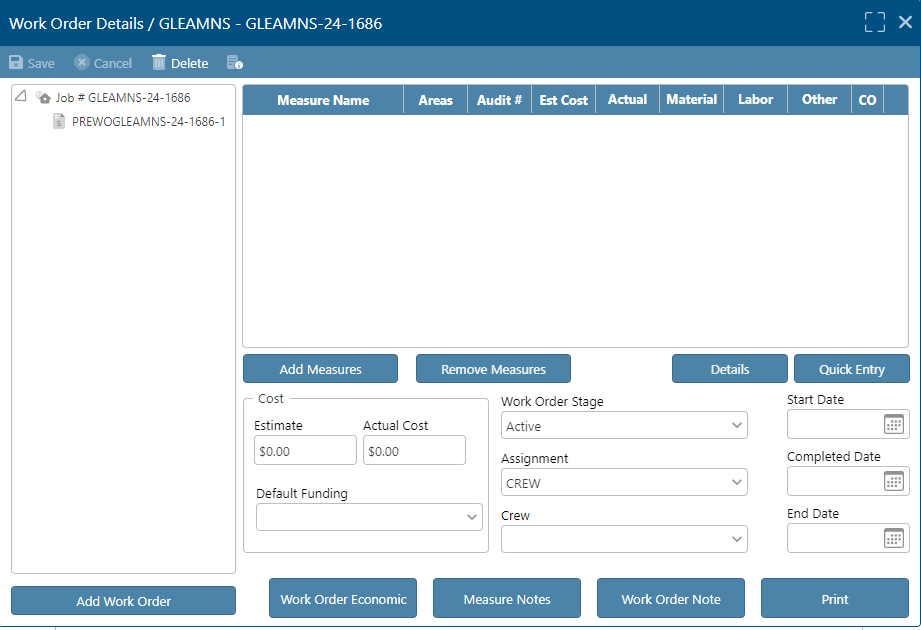 Work Order Details / GLEAMNS - GLEAMNS-24-1686
Save Cancel Delete
Job # GLEAMNS-24-1686
PREWOGLEAMNS-24-1686-1
Measure Name Areas Audit # Est Cost Actual Material Labor Other CO
Add Measures Remove Measures Details Quick Entry
Cost
Estimate Actual Cost
$0.00 $0.00
Default Funding
Work Order Stage
Active
Assignment
CREW
Crew
Start Date
Completed Date
End Date
Add Work Order Work Order Economic Measure Notes Work Order Note Print